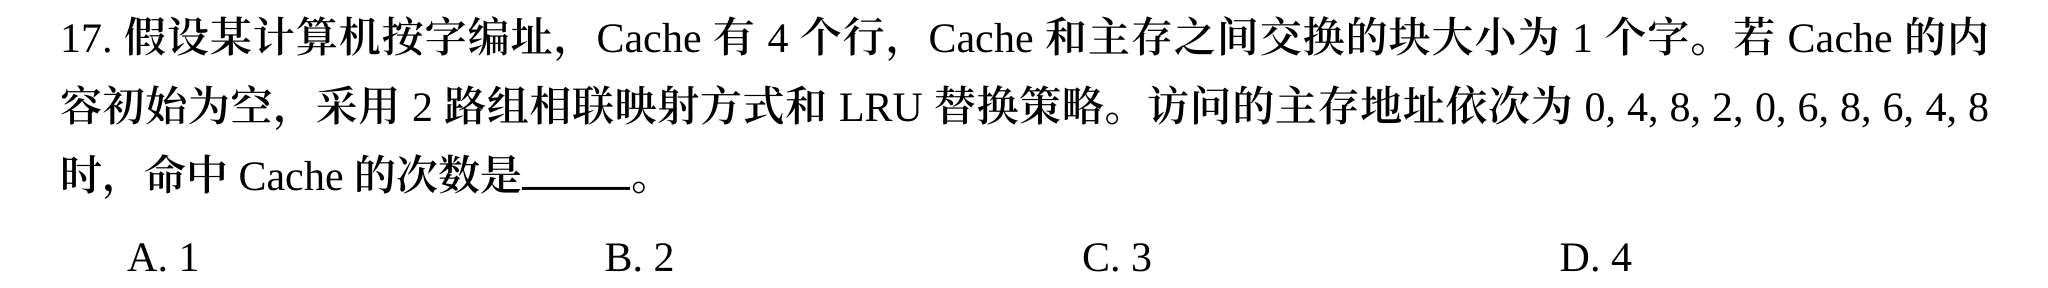 17. 假设某计算机按字编址，Cache 有 4 个行，Cache 和主存之间交换的块大小为 1 个字。若 Cache 的内
容初始为空，采用 2 路组相联映射方式和 LRU 替换策略。访问的主存地址依次为 0, 4, 8, 2, 0, 6, 8, 6, 4, 8
时，命中 Cache 的次数是_____。
A. 1 B. 2 C. 3 D. 4